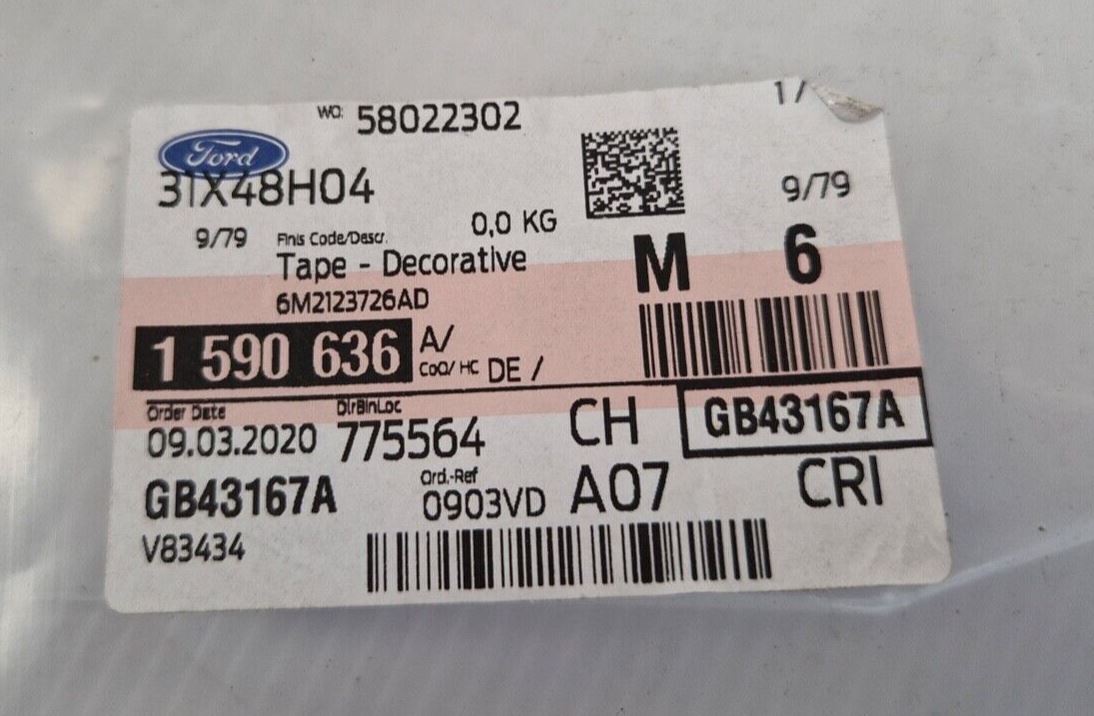 WO: 58022302
1/
Ford
31X48H04
9/79
9/79 Finis Code/Descr. 0,0 KG
Tape - Decorative
M 6
6M2123726AD
1 590 636 A/
CoO/ HC DE /
Order Date DlrBinLoc
09.03.2020 775564 CH GB43167A
GB43167A Ord.-Ref 0903VD A07 CRI
V83434